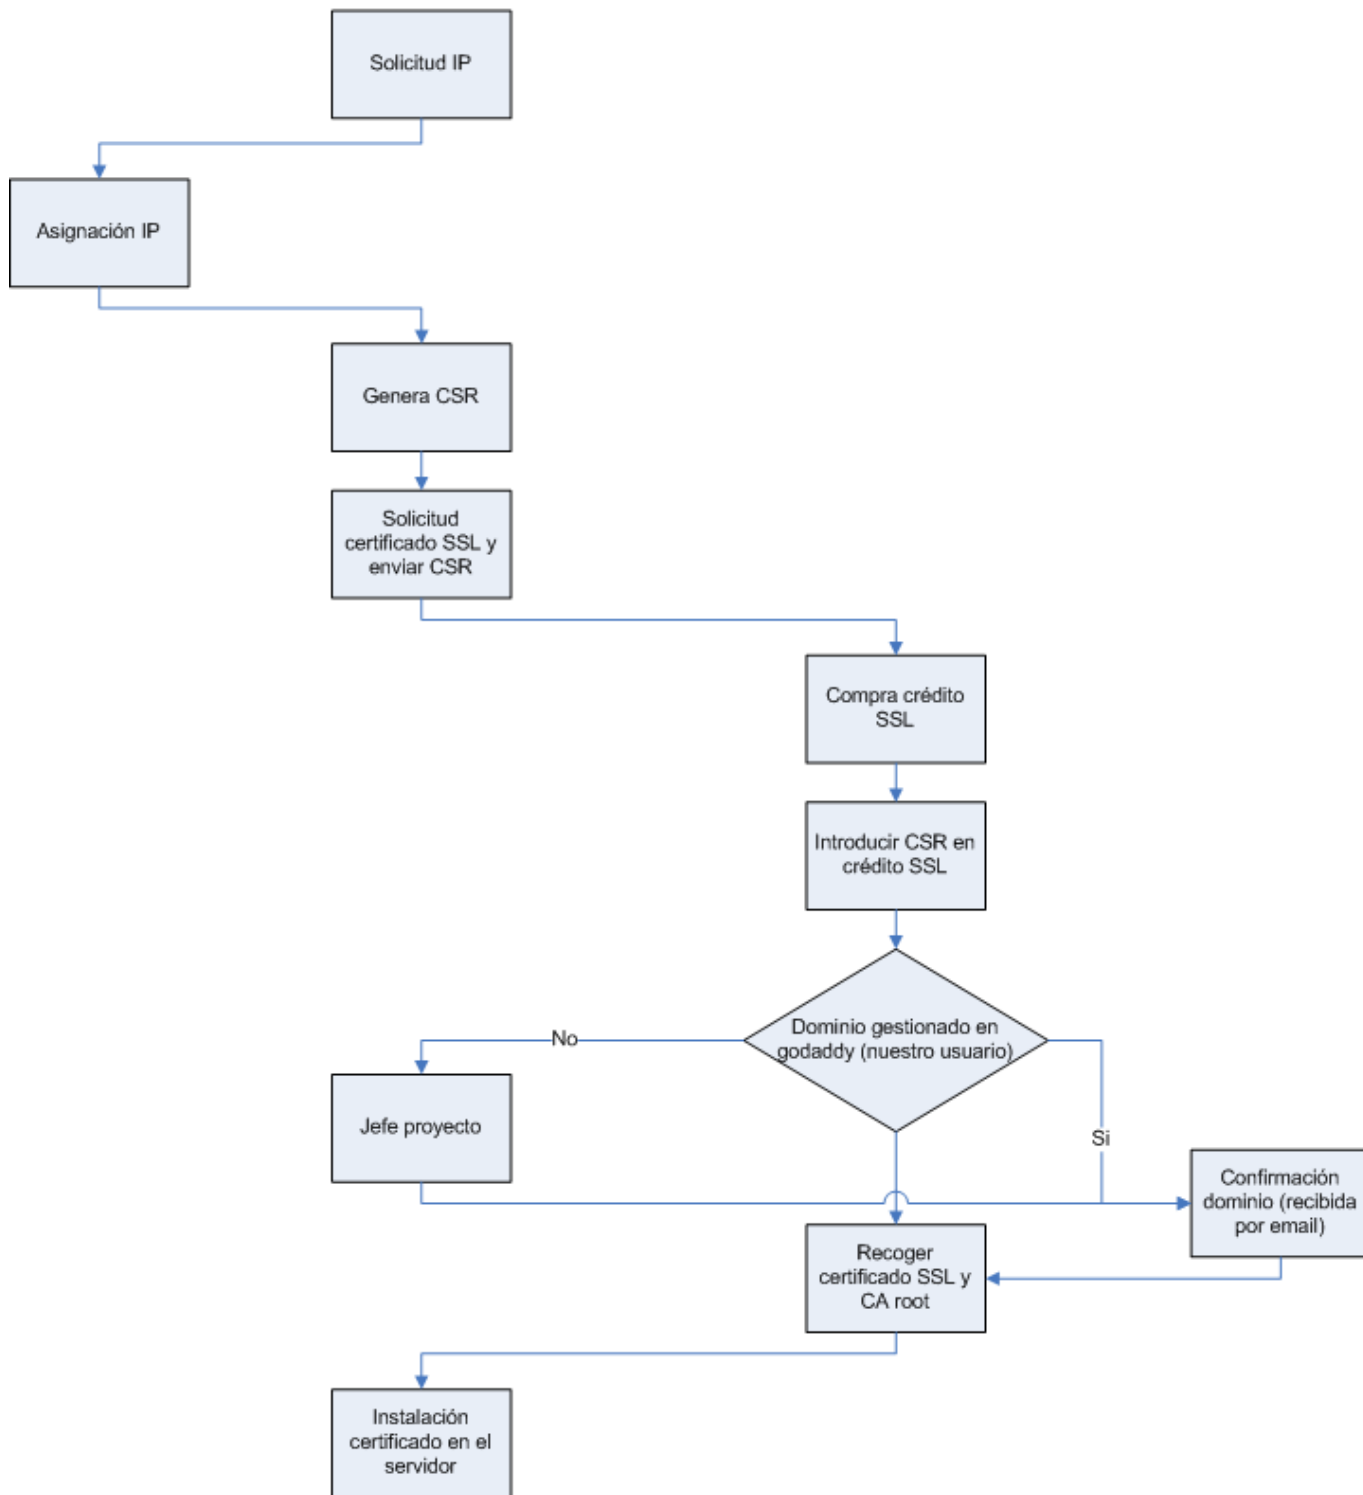 Solicitud IP
Asignación IP
Genera CSR
Solicitud
certificado SSL y
enviar CSR
Compra crédito
SSL
Introducir CSR en
crédito SSL
Dominio gestionado en
godaddy (nuestro usuario)
No
Jefe proyecto
Si
Confirmación
dominio (recibida
por email)
Recoger
certificado SSL y
CA root
Instalación
certificado en el
servidor